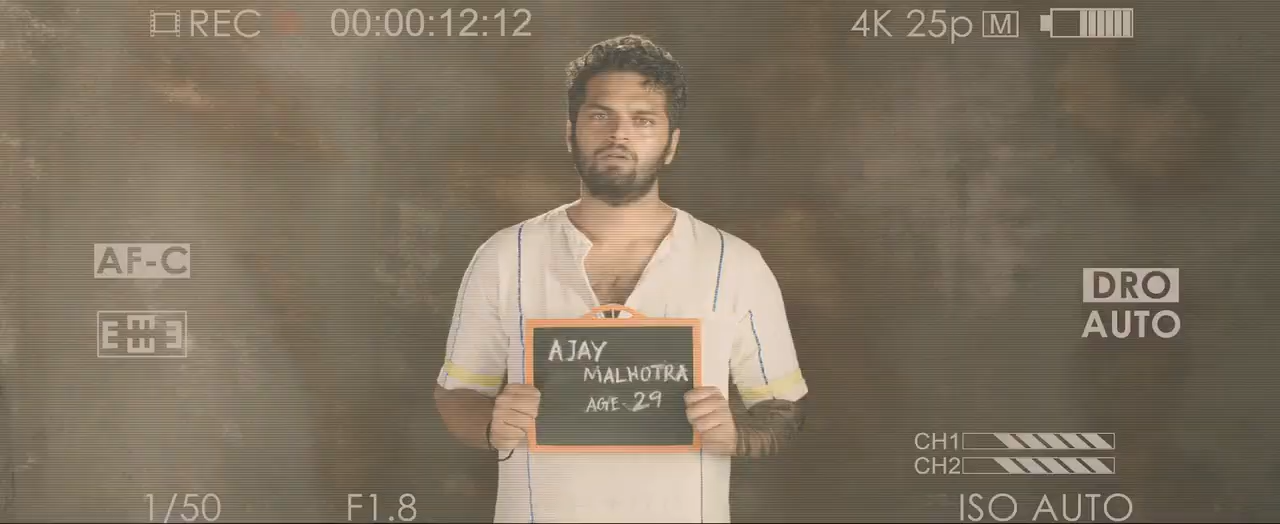 REC 00:00:12:12 4K 25p M
AF-C
DRO
AUTO
AJAY
MALHOTRA
AGE-29
CH1
CH2
1/50 F1.8 ISO AUTO